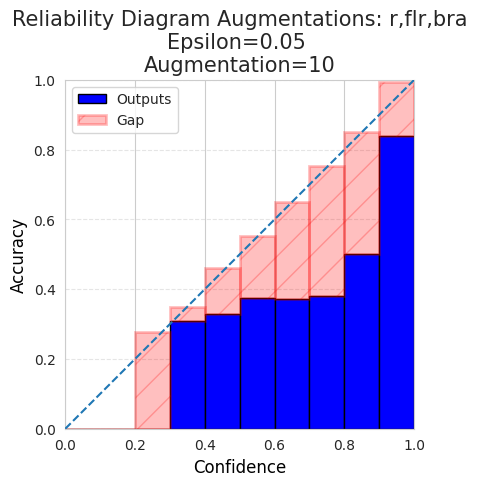 Reliability Diagram Augmentations: r,flr,bra
Epsilon=0.05
Augmentation=10
1.0
0.8
0.6
0.4
0.2
0.0
Accuracy
Outputs
Gap
0.0 0.2 0.4 0.6 0.8 1.0
Confidence